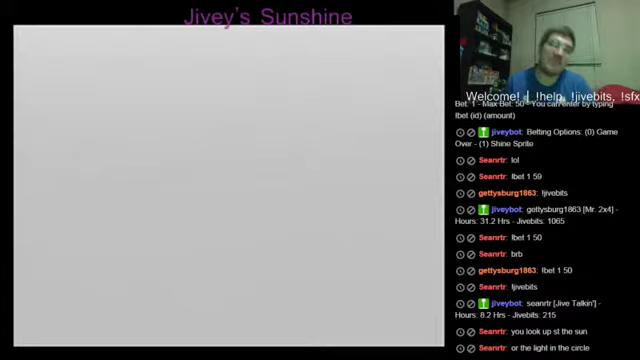 Jivey's Sunshine
Welcome! | !help, !jivebits, !sfx
Bet: 1 - Max Bet: 50 - You can enter by typing
!bet (id) (amount)
jiveybot: Betting Options: (0) Game
Over - (1) Shine Sprite
Seanrtr: lol
Seanrtr: !bet 1 59
gettysburg1863: !jivebits
jiveybot: gettysburg1863 [Mr. 2x4] -
Hours: 31.2 Hrs - Jivebits: 1065
Seanrtr: !bet 1 50
Seanrtr: brb
gettysburg1863: !bet 1 50
Seanrtr: !jivebits
jiveybot: seanrtr [Jive Talkin'] -
Hours: 8.2 Hrs - Jivebits: 215
Seanrtr: you look up st the sun
Seanrtr: or the light in the circle